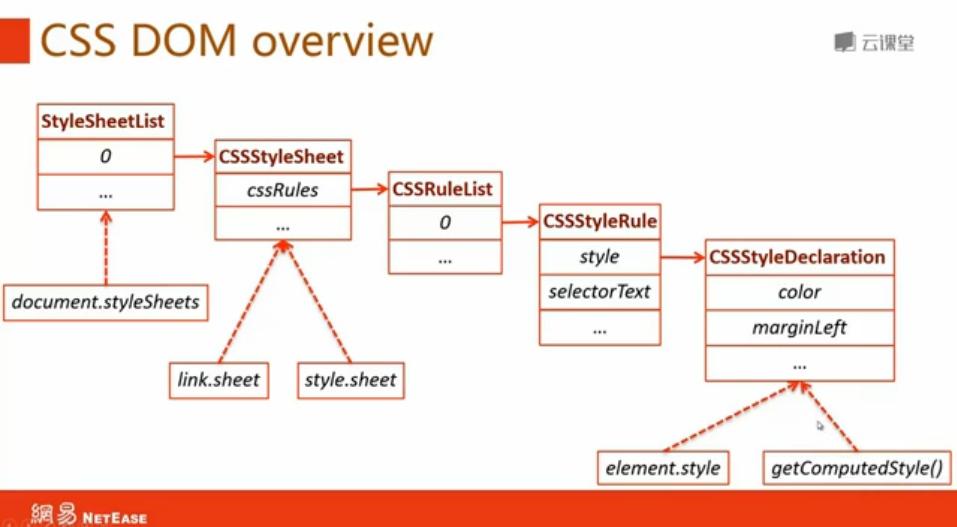 CSS DOM overview
云课堂
StyleSheetList
0
...
document.styleSheets
CSSStyleSheet
cssRules
...
link.sheet
style.sheet
CSSRuleList
0
...
CSSStyleRule
style
selectorText
...
CSSStyleDeclaration
color
marginLeft
...
element.style
getComputedStyle()
網易 NETEASE